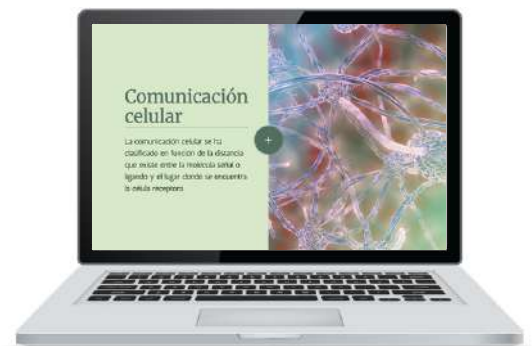 Comunicación
celular
La comunicación celular se ha
clasificado en función de la distancia
que existe entre la molécula señal o
ligando y el lugar donde se encuentra
la célula receptora